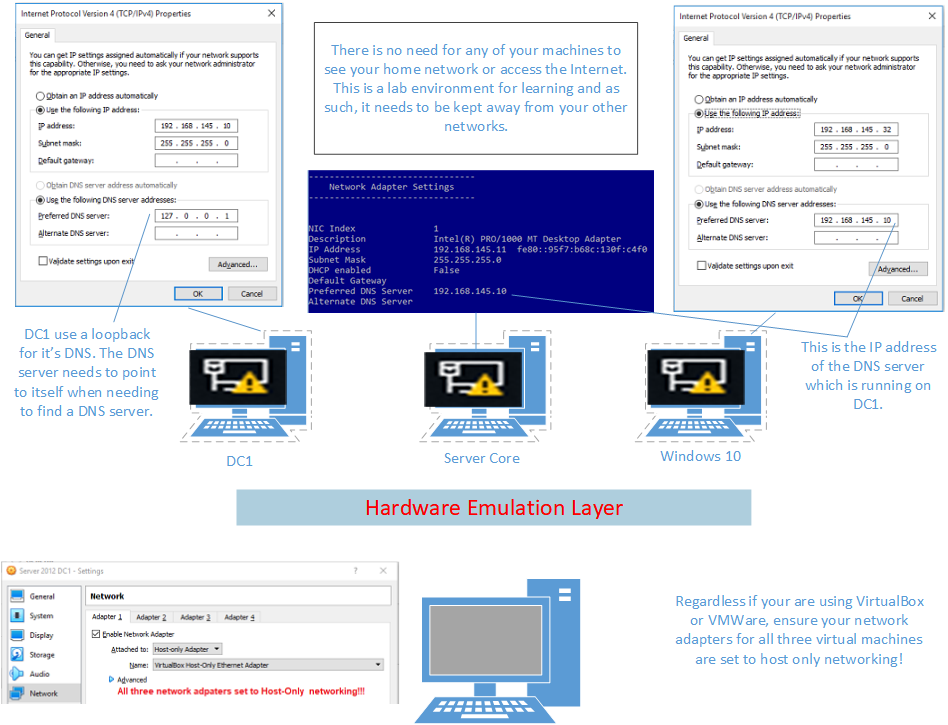 Internet Protocol Version 4 (TCP/IPv4) Properties
General
You can get IP settings assigned automatically if your network supports
this capability. Otherwise, you need to ask your network administrator
for the appropriate IP settings.
Obtain an IP address automatically
Use the following IP address:
IP address:
192 . 168 . 145 . 10
Subnet mask:
255 . 255 . 255 . 0
Default gateway:
. . .
Obtain DNS server address automatically
Use the following DNS server addresses:
Preferred DNS server:
127 . 0 . 0 . 1
Alternate DNS server:
. . .
Validate settings upon exit
Advanced...
OK
Cancel
There is no need for any of your machines to
see your home network or access the Internet.
This is a lab environment for learning and as
such, it needs to be kept away from your other
networks.
--------------------------------
Network Adapter Settings
--------------------------------
NIC Index 1
Description Intel(R) PRO/1000 MT Desktop Adapter
IP Address 192.168.145.11 fe80::95f7:b68c:130f:c4f0
Subnet Mask 255.255.255.0
DHCP enabled False
Default Gateway
Preferred DNS Server 192.168.145.10
Alternate DNS Server
Internet Protocol Version 4 (TCP/IPv4) Properties
General
You can get IP settings assigned automatically if your network supports
this capability. Otherwise, you need to ask your network administrator
for the appropriate IP settings.
Obtain an IP address automatically
Use the following IP address:
IP address:
192 . 168 . 145 . 32
Subnet mask:
255 . 255 . 255 . 0
Default gateway:
. . .
Obtain DNS server address automatically
Use the following DNS server addresses:
Preferred DNS server:
192 . 168 . 145 . 10
Alternate DNS server:
. . .
Validate settings upon exit
Advanced...
OK
Cancel
DC1 use a loopback
for it's DNS. The DNS
server needs to point
to itself when needing
to find a DNS server.
This is the IP address
of the DNS server
which is running on
DC1.
DC1
Server Core
Windows 10
Hardware Emulation Layer
Server 2012 DC1 - Settings
General
System
Display
Storage
Audio
Network
Network
Adapter 1 Adapter 2 Adapter 3 Adapter 4
Enable Network Adapter
Attached to: Host-only Adapter
Name: VirtualBox Host-Only Ethernet Adapter
Advanced
All three network adpaters set to Host-Only networking!!!
Regardless if your are using VirtualBox
or VMWare, ensure your network
adapters for all three virtual machines
are set to host only networking!